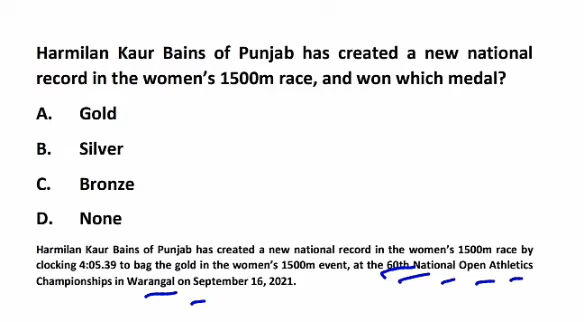 Harmilan Kaur Bains of Punjab has created a new national
record in the women's 1500m race, and won which medal?
A. Gold
B. Silver
C. Bronze
D. None
Harmilan Kaur Bains of Punjab has created a new national record in the women's 1500m race by
clocking 4:05.39 to bag the gold in the women's 1500m event, at the 60th National Open Athletics
Championships in Warangal on September 16, 2021.